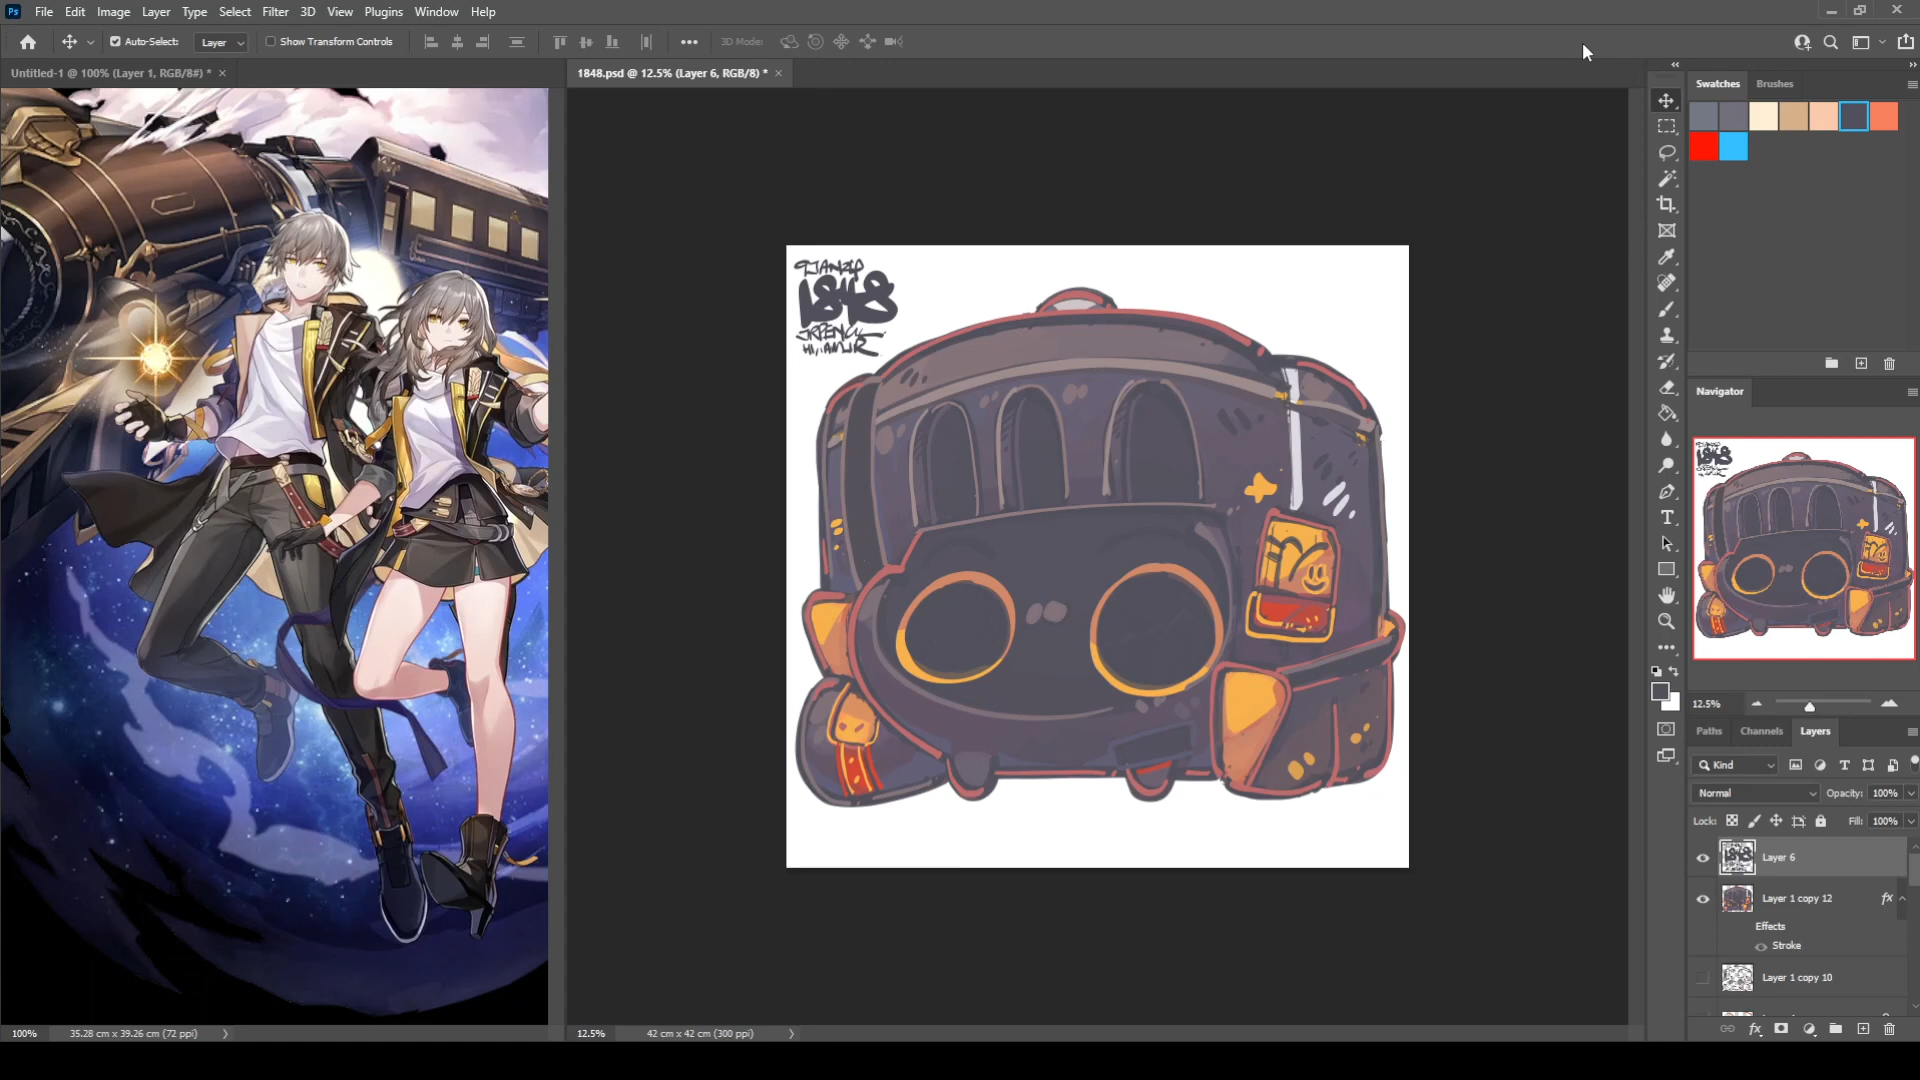 Ps File Edit Image Layer Type Select Filter 3D View Plugins Window Help
Auto-Select: Layer Show Transform Controls 3D Mode:
Untitled-1 @ 100% (Layer 1, RGB/8#) * ×
1848.psd @ 12.5% (Layer 6, RGB/8) * ×
Swatches Brushes
1848
Navigator
12.5%
Paths Channels Layers
Kind
Normal Opacity: 100%
Lock: Fill: 100%
Layer 6
Layer 1 copy 12 fx
Effects
Stroke
Layer 1 copy 10
100% 35.28 cm x 39.26 cm (72 ppi)
12.5% 42 cm x 42 cm (300 ppi)